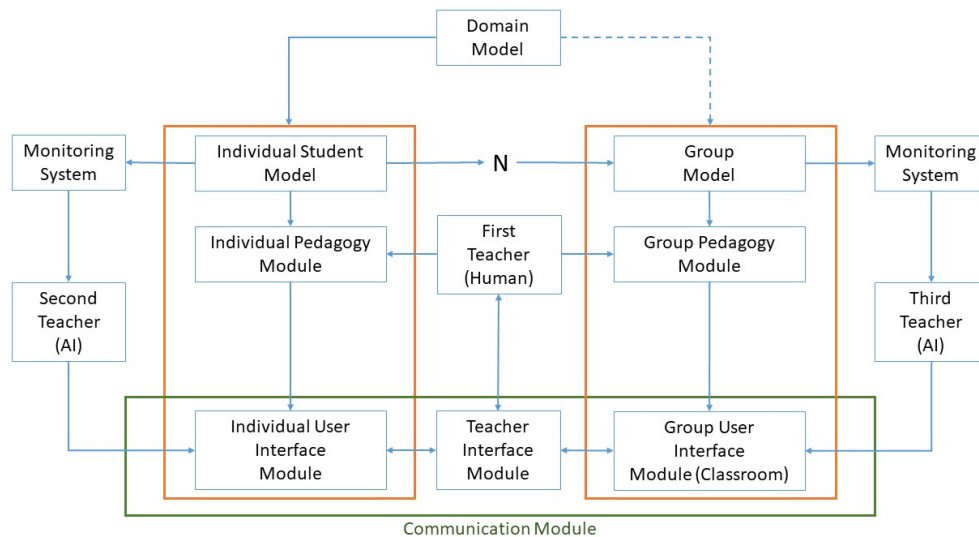 Domain
Model
Monitoring
System
Individual Student
Model
N
Group
Model
Monitoring
System
Individual Pedagogy
Module
First
Teacher
(Human)
Group Pedagogy
Module
Second
Teacher
(AI)
Third
Teacher
(AI)
Individual User
Interface
Module
Teacher
Interface
Module
Group User
Interface
Module (Classroom)
Communication Module